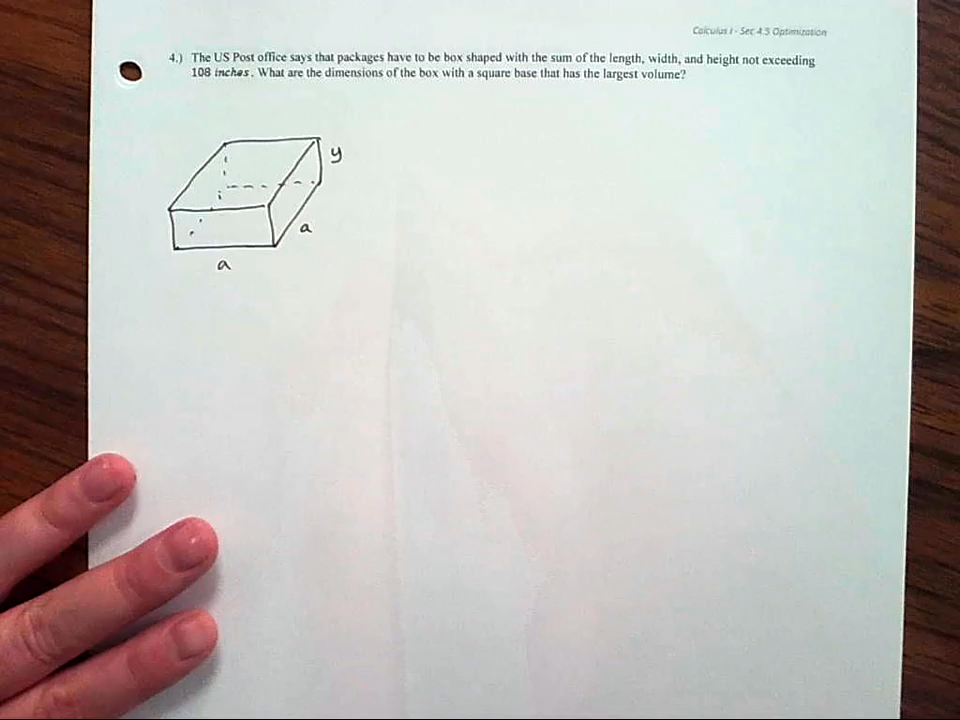 Calculus I - Sec 4.5 Optimization
4.) The US Post office says that packages have to be box shaped with the sum of the length, width, and height not exceeding
108 inches. What are the dimensions of the box with a square base that has the largest volume?
y
a
a